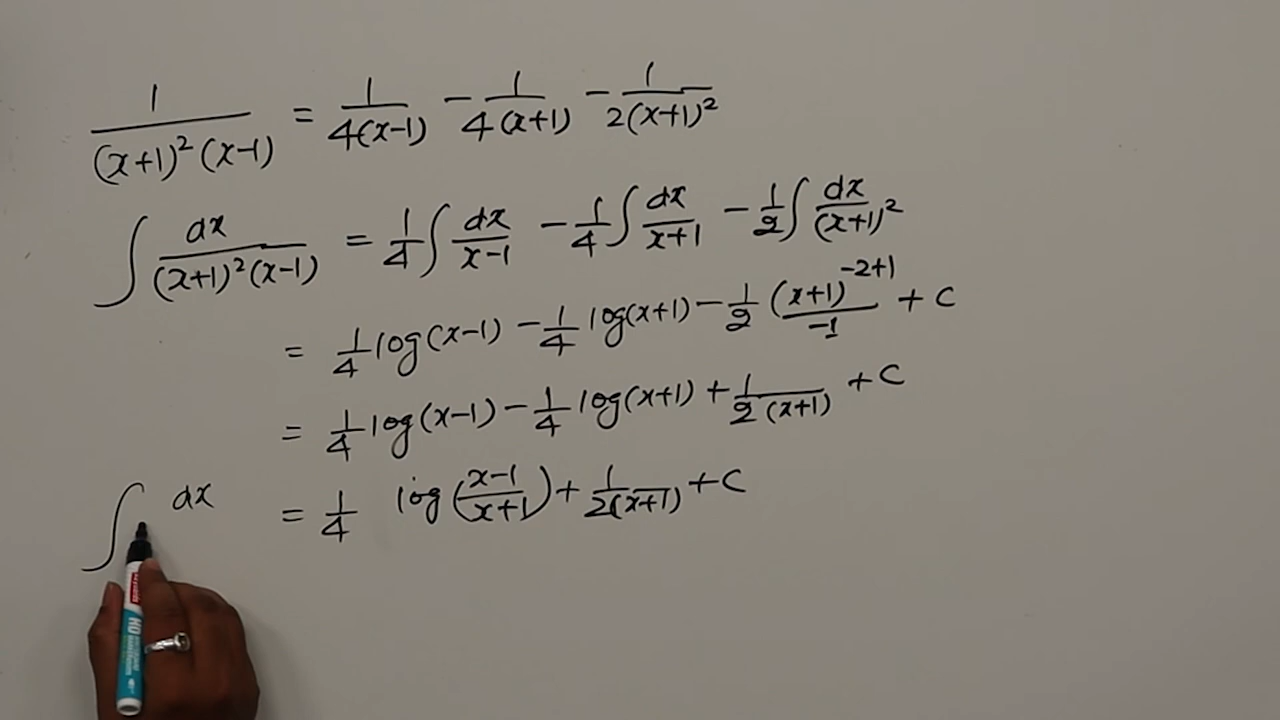 1/(x+1)² (x-1) = 1/4(x-1) - 1/4(x+1) - 1/2(x+1)²
∫ dx/(x+1)²(x-1) = 1/4 ∫ dx/x-1 - 1/4 ∫ dx/x+1 - 1/2 ∫ dx/(x+1)²
= 1/4 log(x-1) - 1/4 log(x+1) - 1/2 (x+1)^-2+1/-1 + C
= 1/4 log(x-1) - 1/4 log(x+1) + 1/2(x+1) + C
∫ dx = 1/4 log(x-1/x+1) + 1/2(x+1) + C